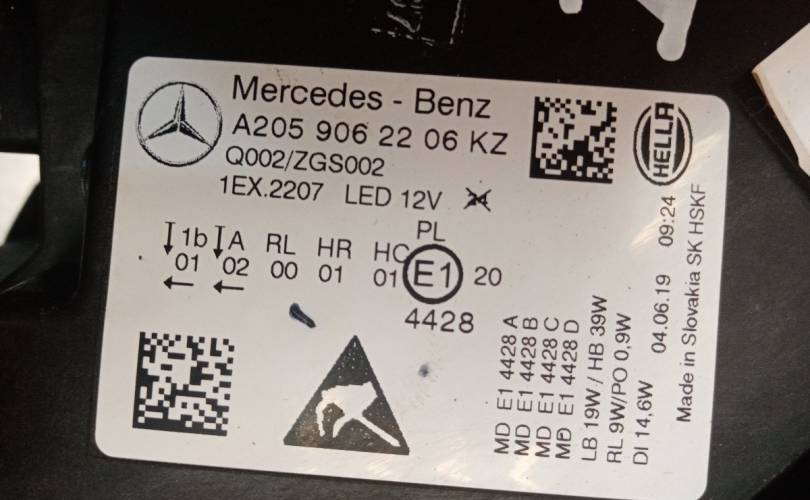 Mercedes - Benz
A205 906 22 06 KZ
Q002/ZGS002
1EX.2207 LED 12V 24
HELLA
PL
1b A RL HR HC
01 02 00 01 01 E1 20
4428
MD E1 4428 A
MD E1 4428 B
MD E1 4428 C
MD E1 4428 D
LB 19W / HB 39W
RL 9W/PO 0,9W
DI 14,6W
04.06.19 09:24
Made in Slovakia SK HSKF